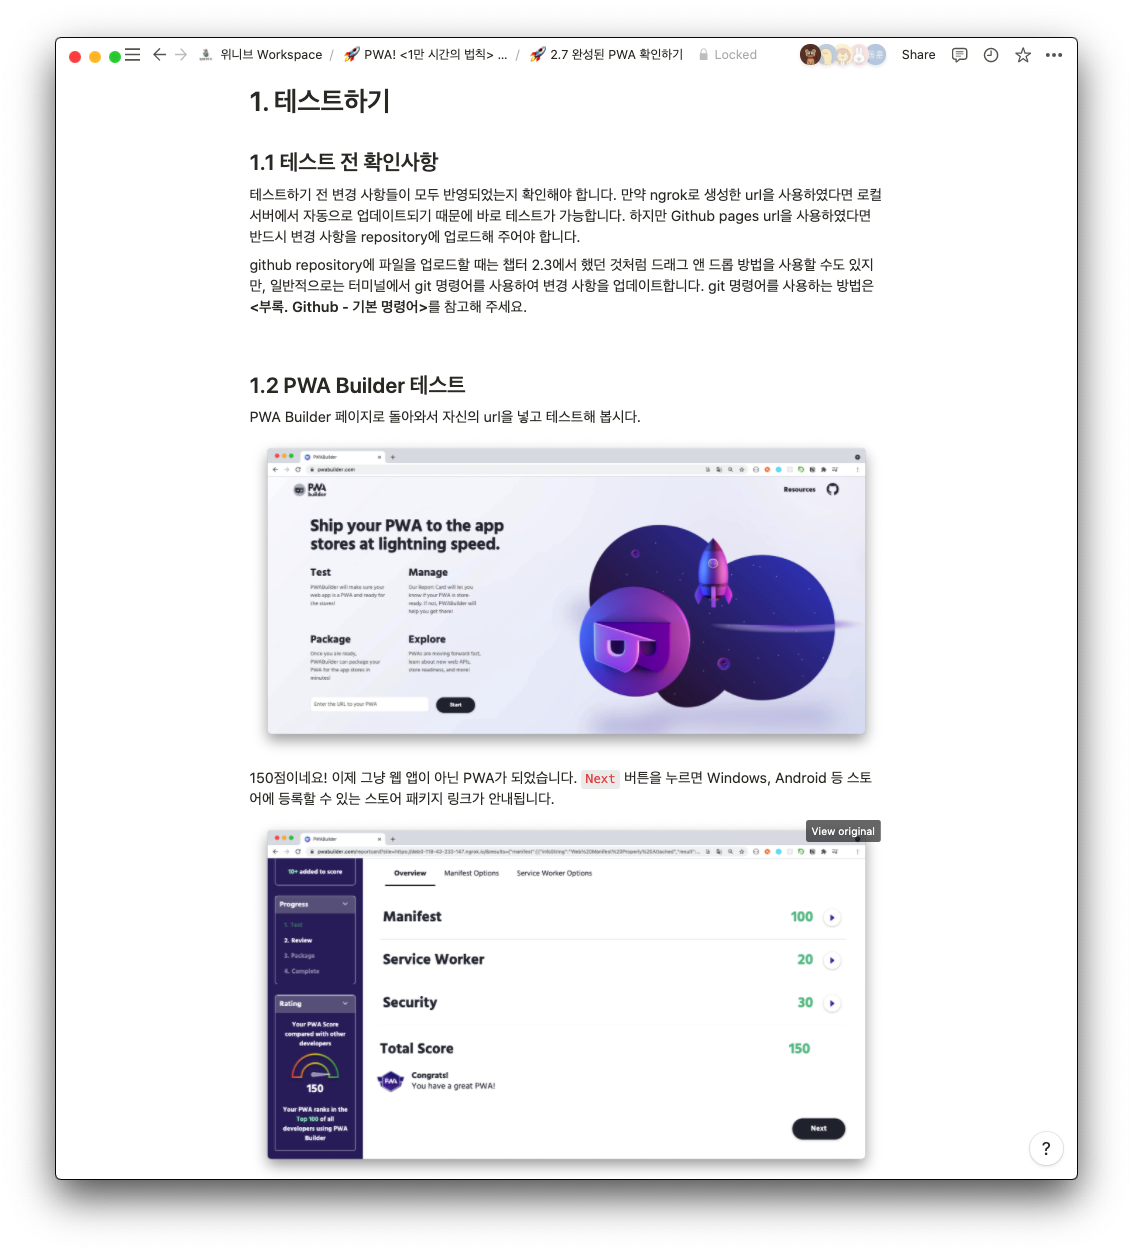 위니브 Workspace / 🚀 PWA! <1만 시간의 법칙> ... / 🚀 2.7 완성된 PWA 확인하기 Locked Share
1. 테스트하기
1.1 테스트 전 확인사항
테스트하기 전 변경 사항들이 모두 반영되었는지 확인해야 합니다. 만약 ngrok로 생성한 url을 사용하였다면 로컬
서버에서 자동으로 업데이트되기 때문에 바로 테스트가 가능합니다. 하지만 Github pages url을 사용하였다면
반드시 변경 사항을 repository에 업로드해 주어야 합니다.
github repository에 파일을 업로드할 때는 챕터 2.3에서 했던 것처럼 드래그 앤 드롭 방법을 사용할 수도 있지
만, 일반적으로는 터미널에서 git 명령어를 사용하여 변경 사항을 업데이트합니다. git 명령어를 사용하는 방법은
<부록. Github - 기본 명령어>를 참고해 주세요.
1.2 PWA Builder 테스트
PWA Builder 페이지로 돌아와서 자신의 url을 넣고 테스트해 봅시다.
PWABuilder
pwabuilder.com
PWA
builder
Resources
Ship your PWA to the app
stores at lightning speed.
Test
PWABuilder will make sure your
web app is a PWA and ready for
the stores!
Manage
Our Report Card will let you
know if your PWA is store-
ready. If not, PWABuilder will
help you get there!
Package
Once you are ready,
PWABuilder can package your
PWA for the app stores in
minutes!
Explore
PWAs are moving forward fast,
learn about new web APIs,
store readiness, and more!
Enter the URL to your PWA
Start
150점이네요! 이제 그냥 웹 앱이 아닌 PWA가 되었습니다. Next 버튼을 누르면 Windows, Android 등 스토
어에 등록할 수 있는 스토어 패키지 링크가 안내됩니다.
View original
PWABuilder
10+ added to score
Overview Manifest Options Service Worker Options
Progress
1. Test
2. Review
3. Package
4. Complete
Manifest 100
Service Worker 20
Security 30
Total Score 150
Congrats!
You have a great PWA!
Next
Rating
Your PWA Score
compared with other
developers
150
Your PWA ranks in the
Top 100 of all
developers using PWA
Builder
PWA
?